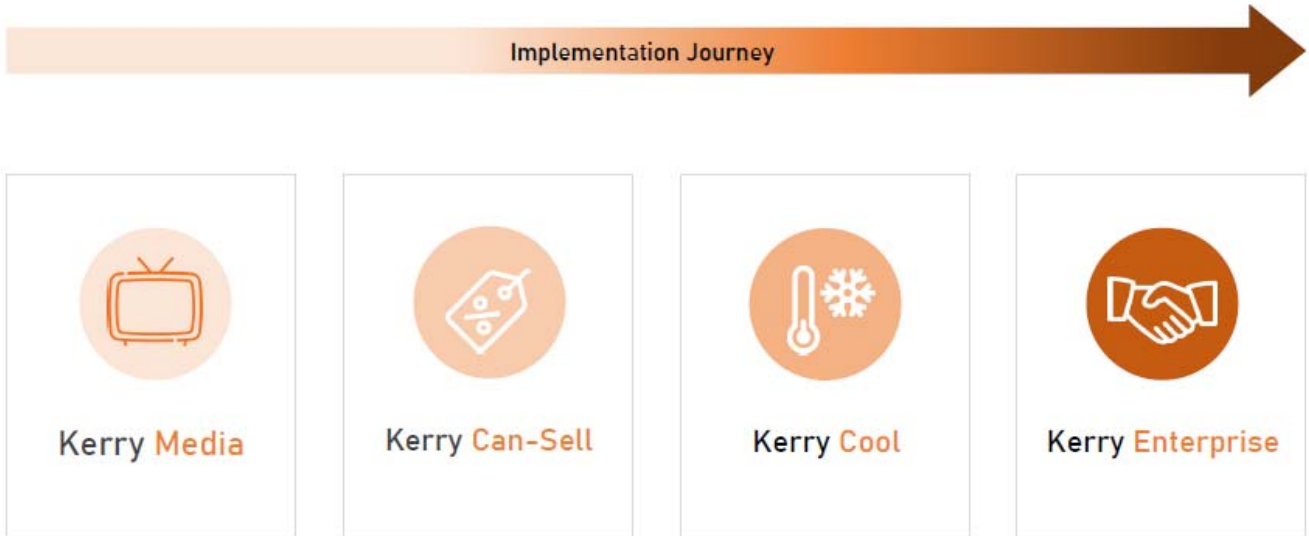 Implementation Journey
Kerry Media
Kerry Can-Sell
Kerry Cool
Kerry Enterprise